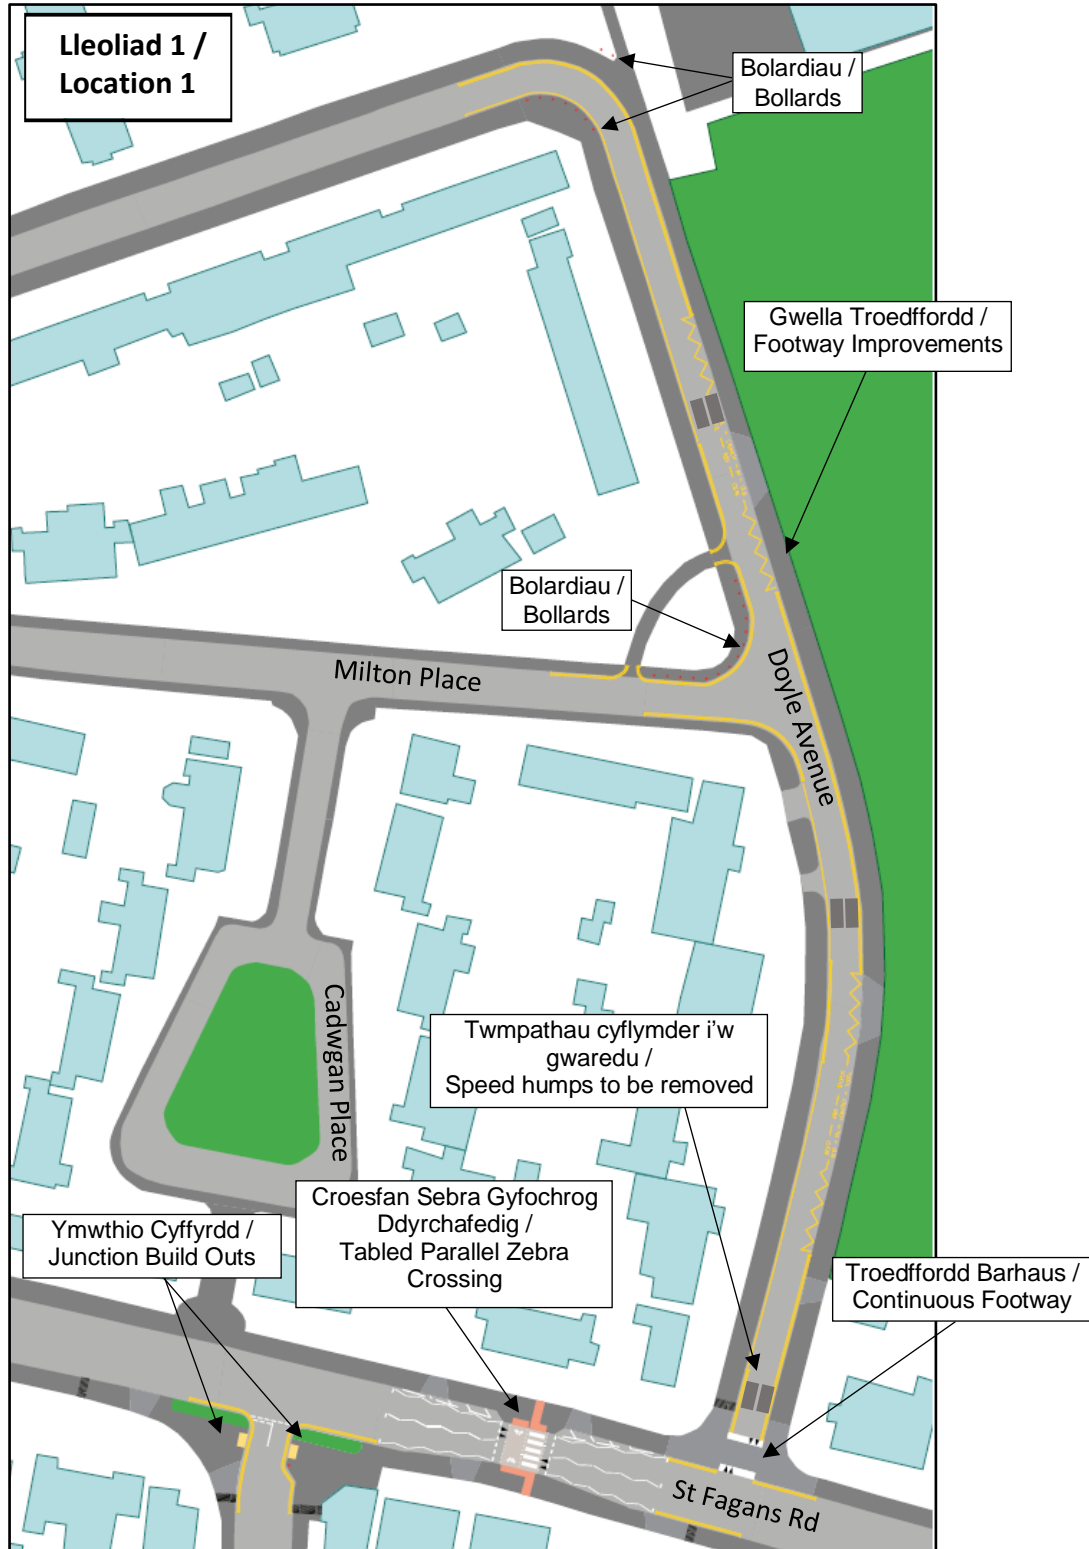 Lleoliad 1 /
Location 1
Bolardiau /
Bollards
Gwella Troedffordd /
Footway Improvements
Bolardiau /
Bollards
Milton Place
Doyle Avenue
Cadwgan Place
Twmpathau cyflymder i'w
gwaredu /
Speed humps to be removed
Croesfan Sebra Gyfochrog
Ddyrchafedig /
Tabled Parallel Zebra
Crossing
Ymwthio Cyffyrdd /
Junction Build Outs
Troedffordd Barhaus /
Continuous Footway
St Fagans Rd